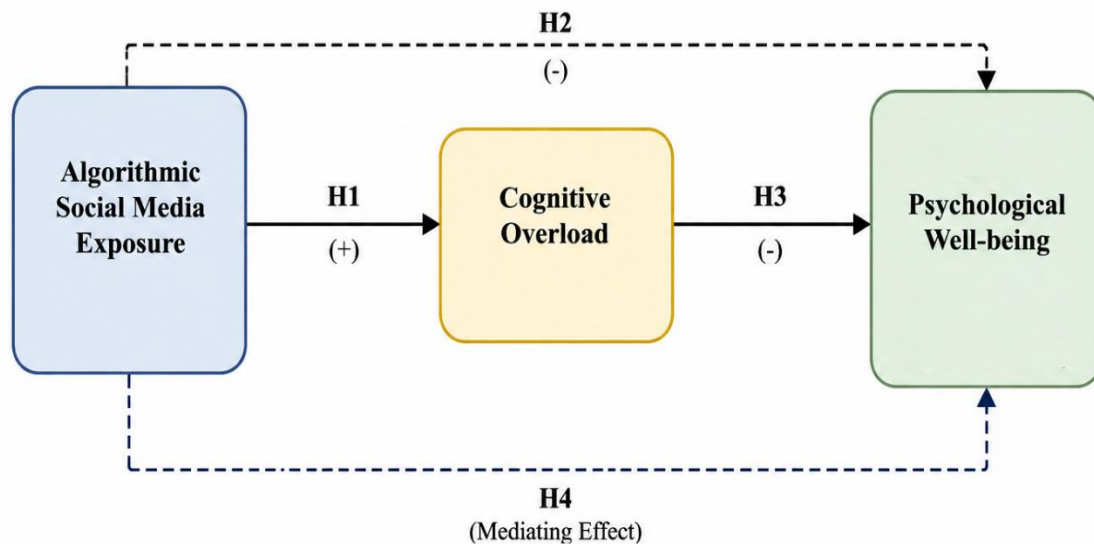 H2
(-)
Algorithmic
Social Media
Exposure
H1
(+)
Cognitive
Overload
H3
(-)
Psychological
Well-being
H4
(Mediating Effect)